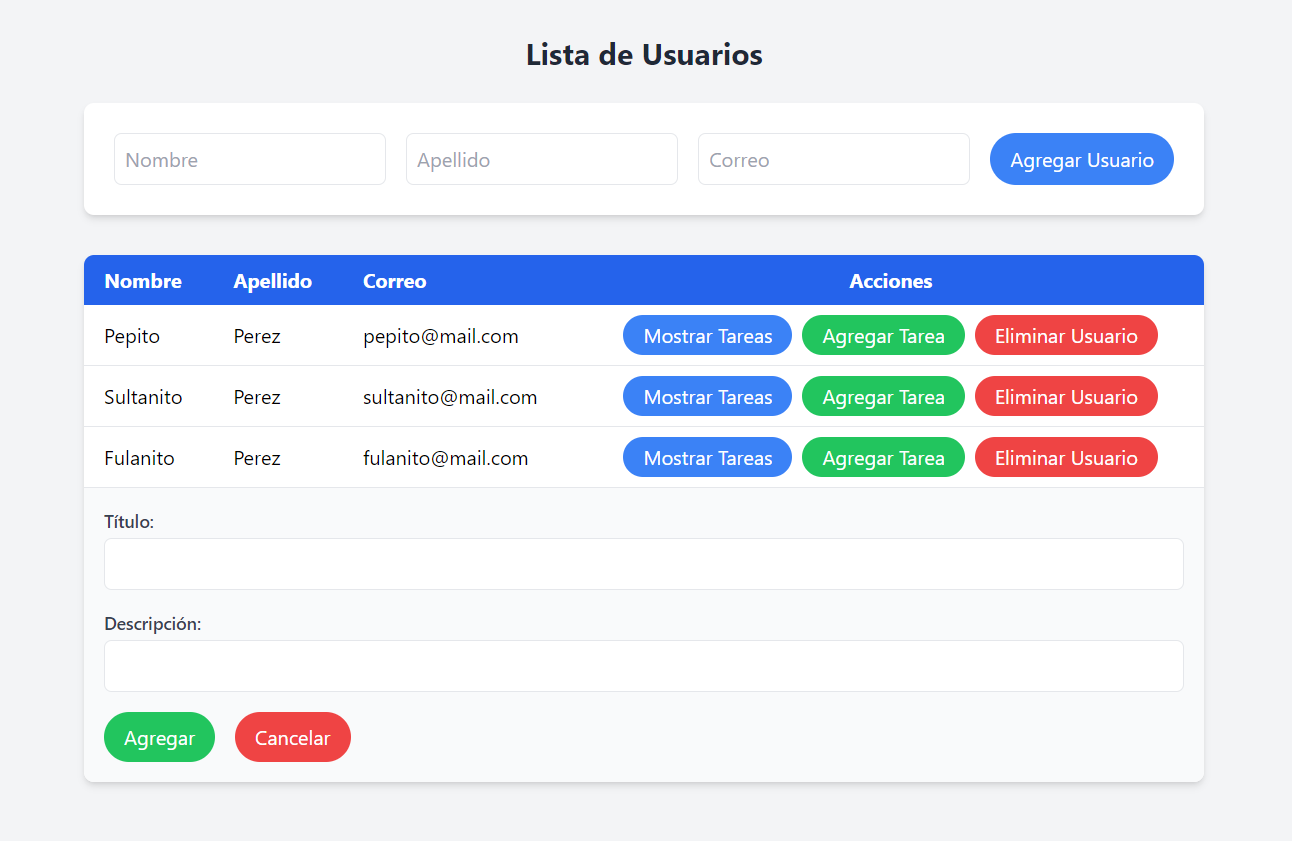 Lista de Usuarios
Nombre Apellido Correo Agregar Usuario
Nombre Apellido Correo Acciones
Pepito Perez pepito@mail.com Mostrar Tareas Agregar Tarea Eliminar Usuario
Sultanito Perez sultanito@mail.com Mostrar Tareas Agregar Tarea Eliminar Usuario
Fulanito Perez fulanito@mail.com Mostrar Tareas Agregar Tarea Eliminar Usuario
Título:
Descripción:
Agregar Cancelar